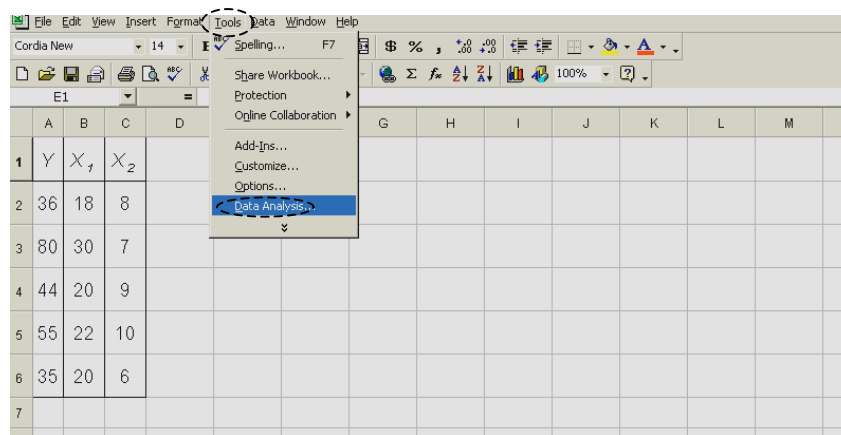 File Edit View Insert Format Tools Data Window Help
Cordia New 14 $ % , .00
Σ fx 100%
E1 =
Spelling... F7
Share Workbook...
Protection
Online Collaboration
Add-Ins...
Customize...
Options...
Data Analysis...
A B C D G H I J K L M
1 Y X₁ X₂
2 36 18 8
3 80 30 7
4 44 20 9
5 55 22 10
6 35 20 6
7